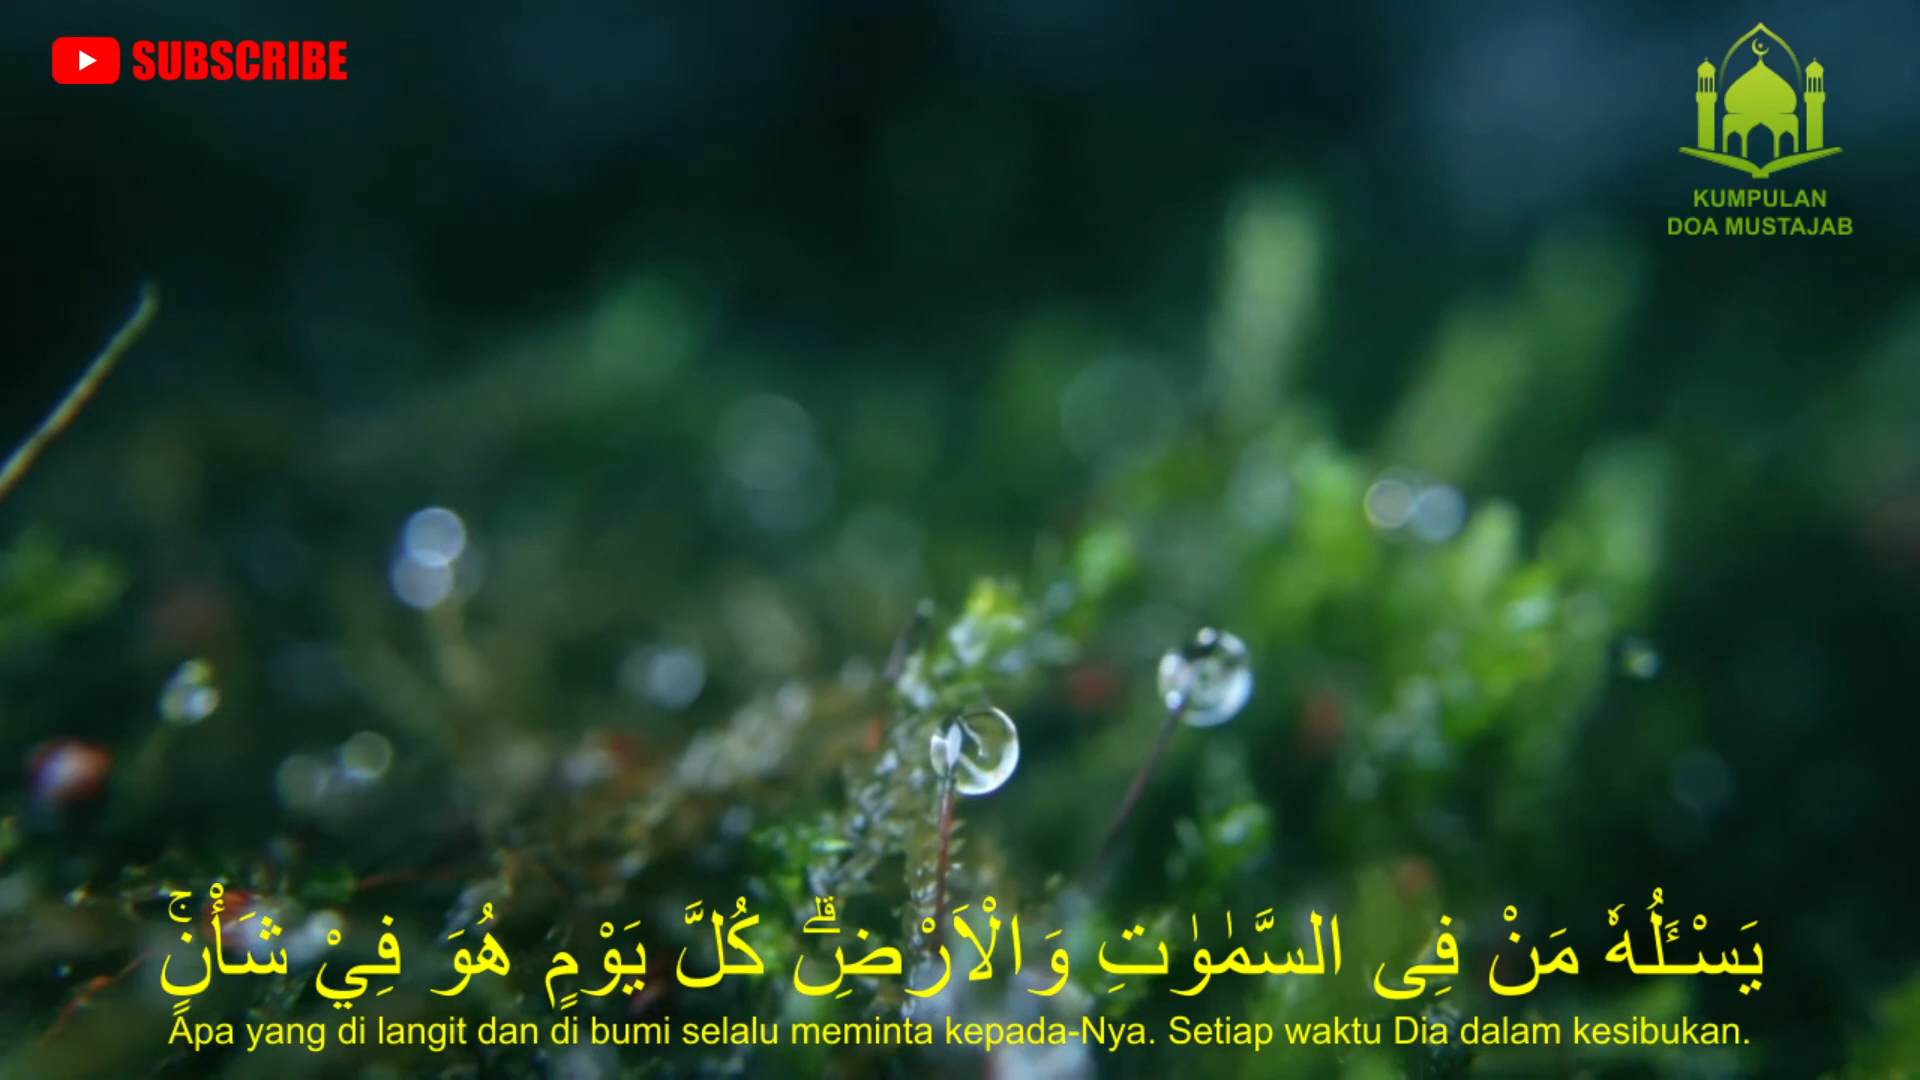 SUBSCRIBE
KUMPULAN
DOA MUSTAJAB
يَسْـَٔلُهٗ مَنْ فِى السَّمٰوٰتِ وَالْاَرْضِۗ كُلَّ يَوْمٍ هُوَ فِيْ شَأْنٍۚ
Apa yang di langit dan di bumi selalu meminta kepada-Nya. Setiap waktu Dia dalam kesibukan.